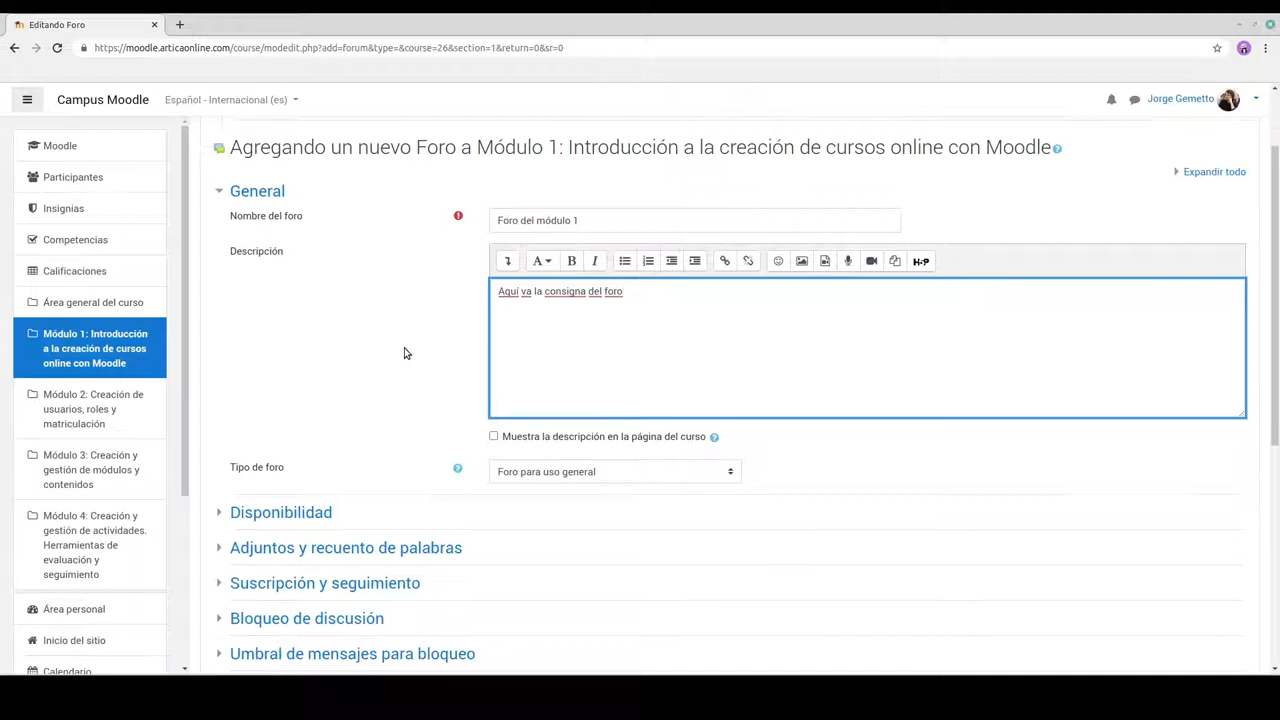 Editando Foro
https://moodle.articaonline.com/course/modedit.php?add=forum&type=&course=26&section=1&return=0&sr=0
Campus Moodle
Español - Internacional (es)
Jorge Gemetto
Moodle
Participantes
Insignias
Competencias
Calificaciones
Área general del curso
Módulo 1: Introducción
a la creación de cursos
online con Moodle
Módulo 2: Creación de
usuarios, roles y
matriculación
Módulo 3: Creación y
gestión de módulos y
contenidos
Módulo 4: Creación y
gestión de actividades.
Herramientas de
evaluación y
seguimiento
Área personal
Inicio del sitio
Calendario
Agregando un nuevo Foro a Módulo 1: Introducción a la creación de cursos online con Moodle
Expandir todo
General
Nombre del foro
Foro del módulo 1
Descripción
A B I H-P
Aquí va la consigna del foro
Muestra la descripción en la página del curso
Tipo de foro
Foro para uso general
Disponibilidad
Adjuntos y recuento de palabras
Suscripción y seguimiento
Bloqueo de discusión
Umbral de mensajes para bloqueo